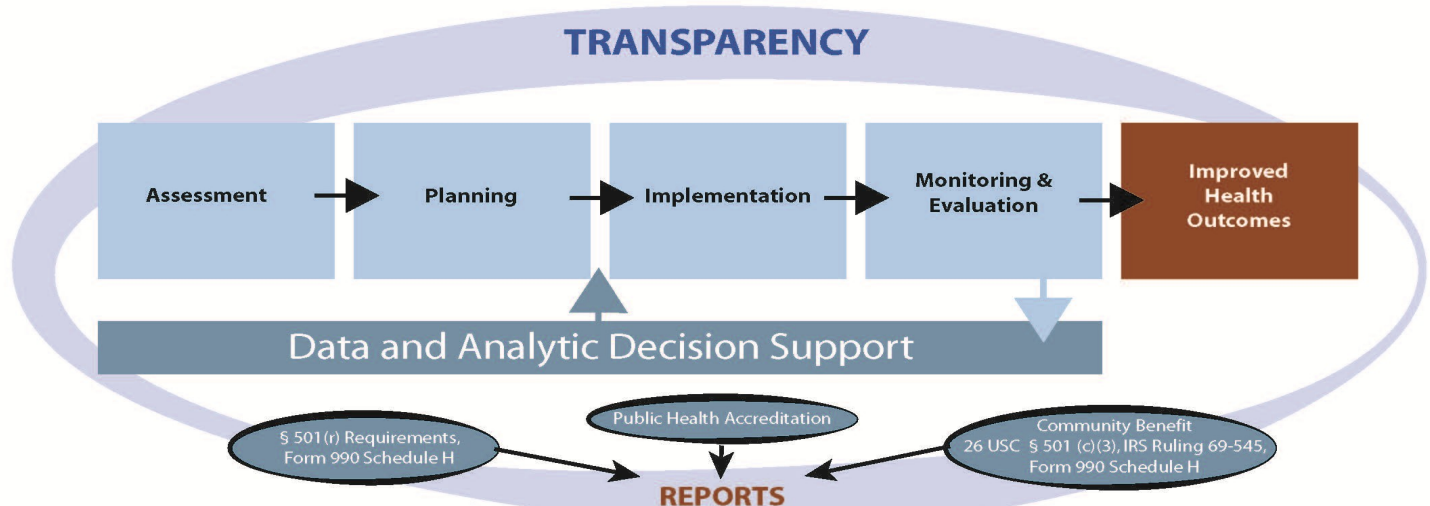 TRANSPARENCY
Assessment
Planning
Implementation
Monitoring &
Evaluation
Improved
Health
Outcomes
Data and Analytic Decision Support
§ 501(r) Requirements,
Form 990 Schedule H
Public Health Accreditation
Community Benefit
26 USC § 501 (c)(3), IRS Ruling 69-545,
Form 990 Schedule H
REPORTS